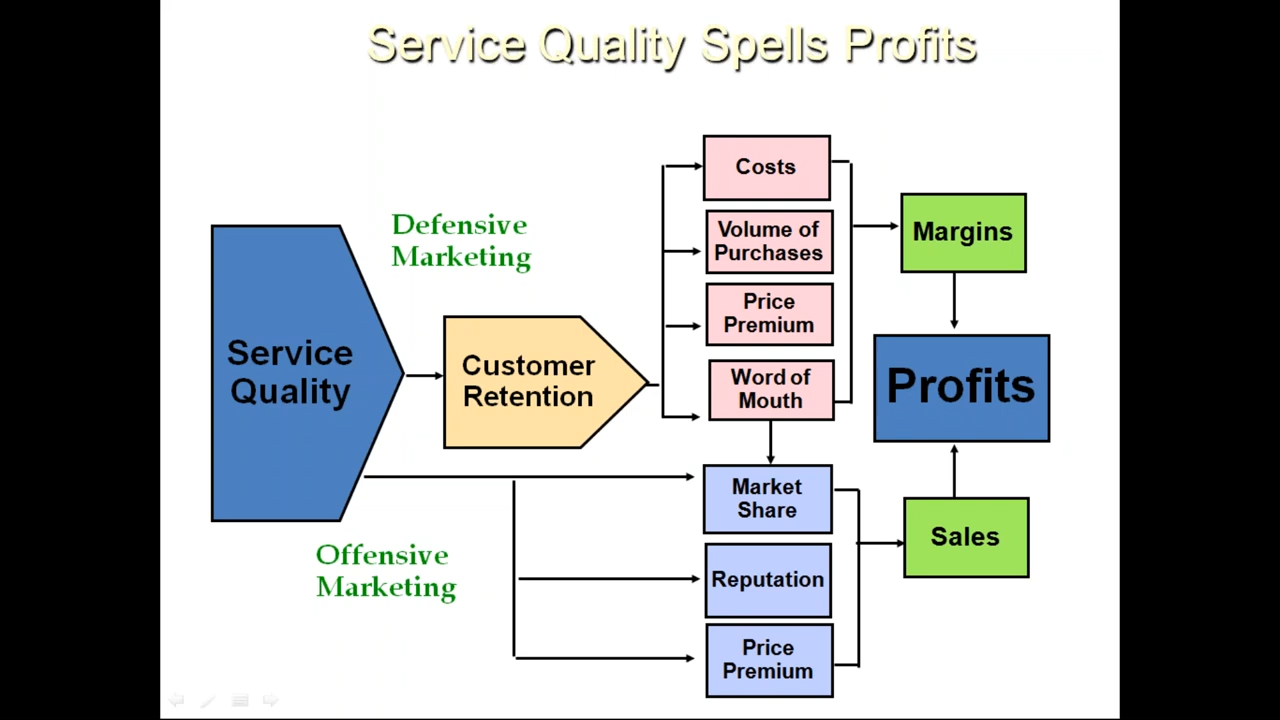 Service Quality Spells Profits
Defensive
Marketing
Service
Quality
Customer
Retention
Costs
Volume of
Purchases
Price
Premium
Word of
Mouth
Margins
Profits
Offensive
Marketing
Market
Share
Reputation
Price
Premium
Sales